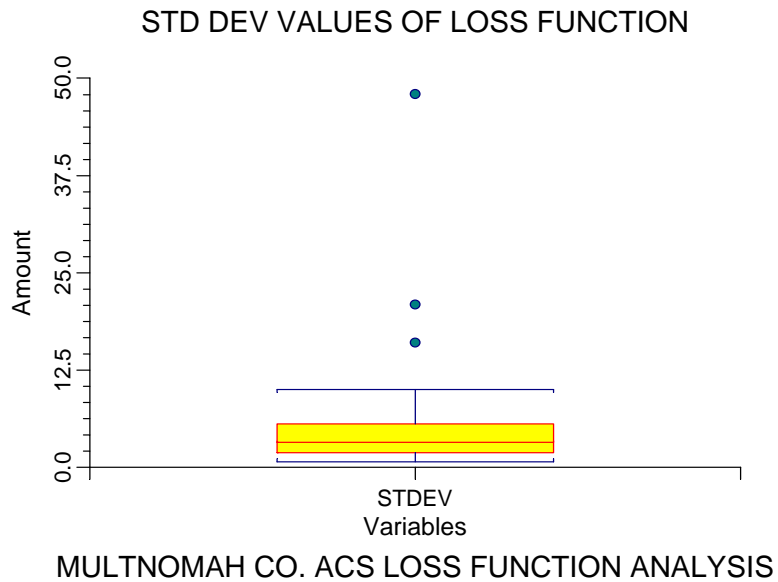 STD DEV VALUES OF LOSS FUNCTION
50.0
37.5
25.0
12.5
0.0
Amount
STDEV
Variables
MULTNOMAH CO. ACS LOSS FUNCTION ANALYSIS